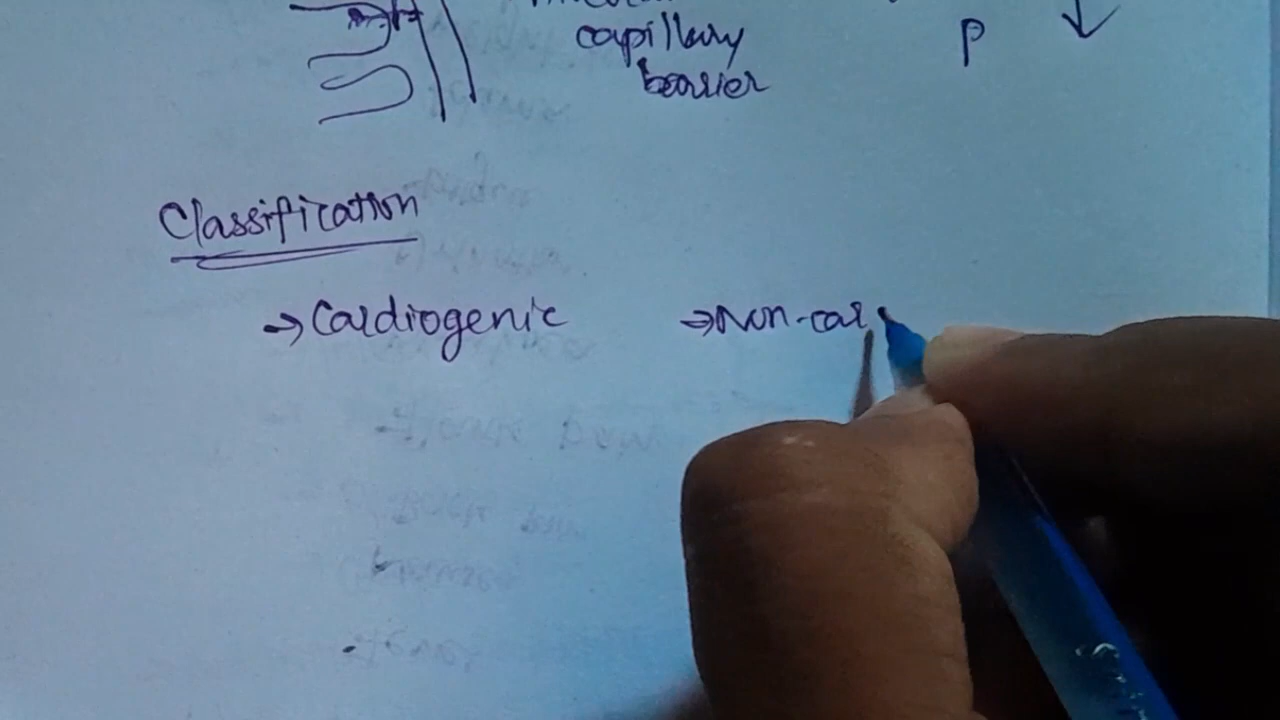 capillary P
barrier
Classification
→ Cardiogenic → Non-car